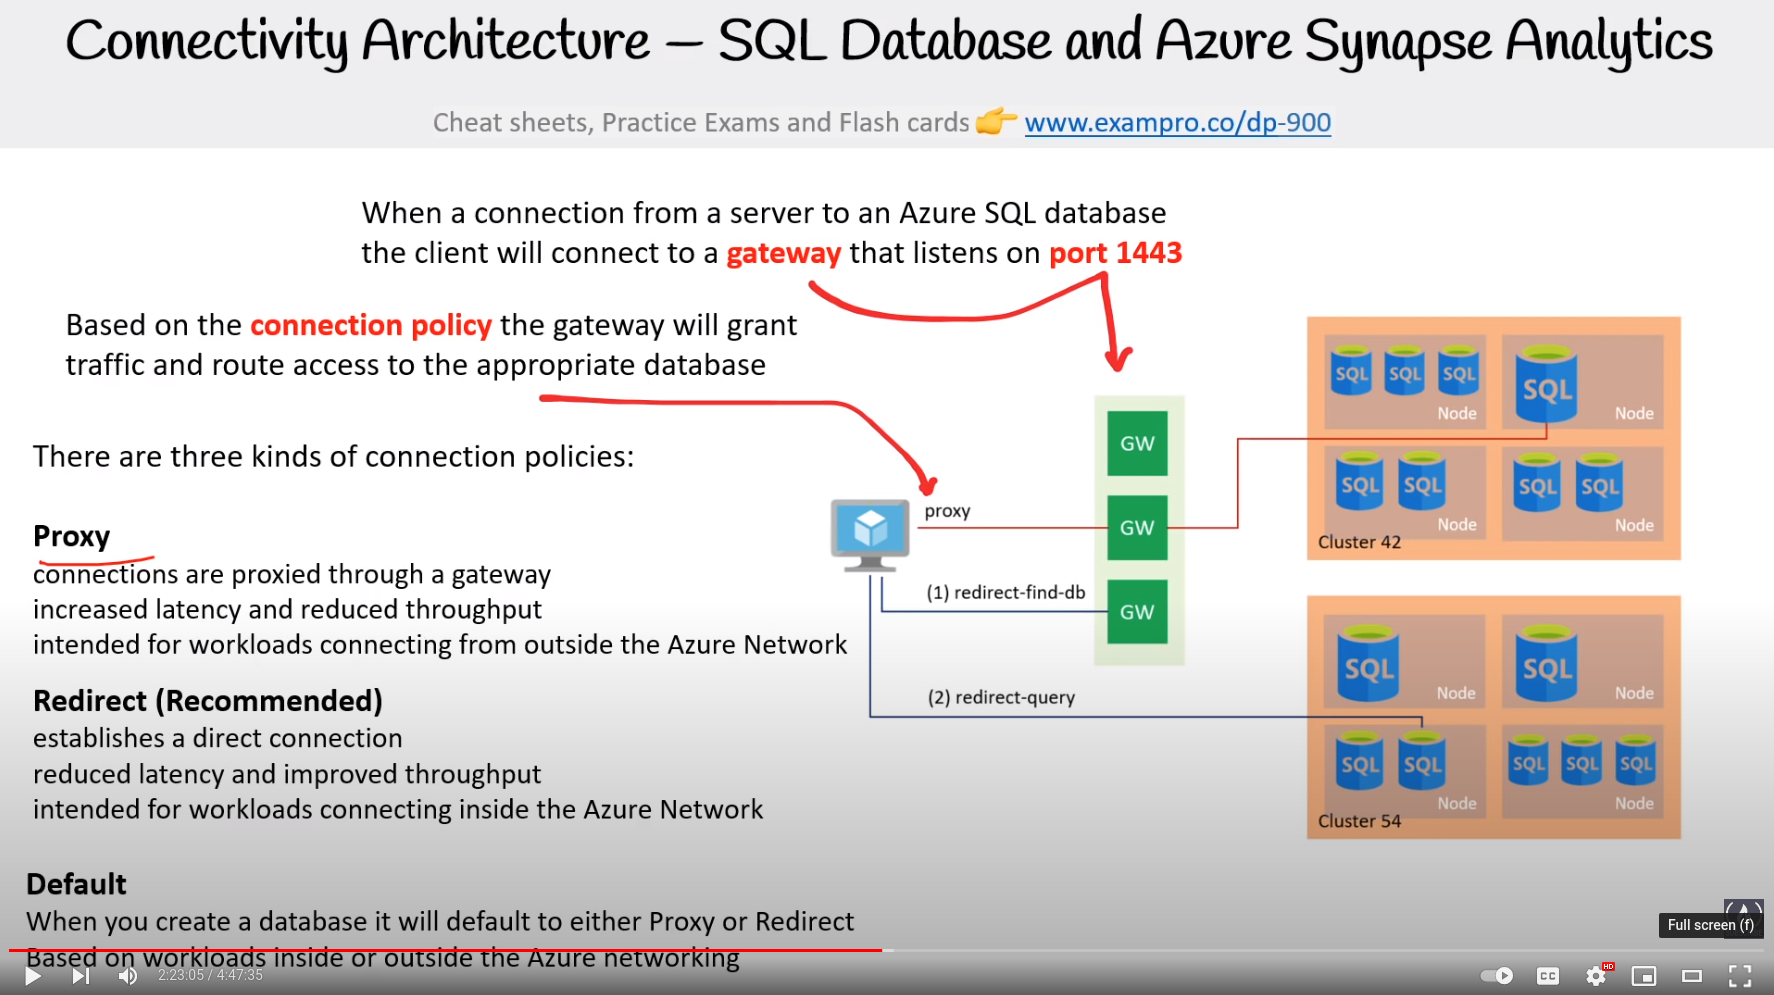 Connectivity Architecture – SQL Database and Azure Synapse Analytics
Cheat sheets, Practice Exams and Flash cards 👉 www.exampro.co/dp-900
When a connection from a server to an Azure SQL database
the client will connect to a gateway that listens on port 1443
Based on the connection policy the gateway will grant
traffic and route access to the appropriate database
There are three kinds of connection policies:
Proxy
connections are proxied through a gateway
increased latency and reduced throughput
intended for workloads connecting from outside the Azure Network
Redirect (Recommended)
establishes a direct connection
reduced latency and improved throughput
intended for workloads connecting inside the Azure Network
Default
When you create a database it will default to either Proxy or Redirect
Based on workloads inside or outside the Azure networking
proxy
(1) redirect-find-db
(2) redirect-query
GW
GW
GW
SQL SQL SQL
Node
SQL
Node
SQL SQL
Node
SQL SQL
Node
Cluster 42
SQL
Node
SQL
Node
SQL SQL
Node
SQL SQL SQL
Node
Cluster 54
Full screen (f)
2:23:05 / 4:47:35
CC
HD